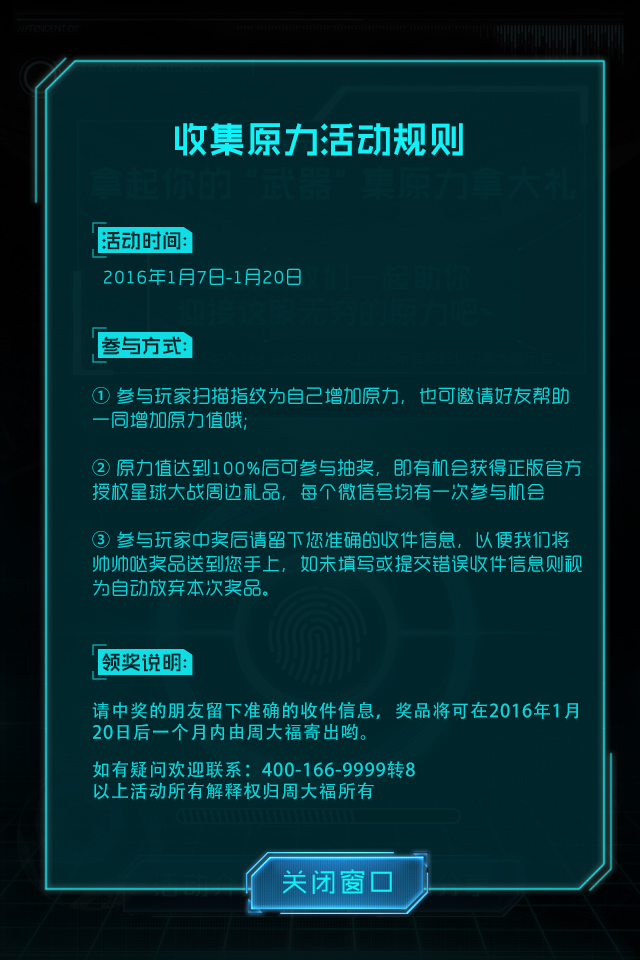 收集原力活动规则
拿起你的“武器”集原力拿大礼
活动时间:
2016年1月7日-1月20日
参与方式:
① 参与玩家扫描指纹为自己增加原力，也可邀请好友帮助
一同增加原力值哦;
② 原力值达到100%后可参与抽奖，即有机会获得正版官方
授权星球大战周边礼品，每个微信号均有一次参与机会
③ 参与玩家中奖后请留下您准确的收件信息，以便我们将
帅帅哒奖品送到您手上，如未填写或提交错误收件信息则视
为自动放弃本次奖品。
领奖说明:
请中奖的朋友留下准确的收件信息，奖品将可在2016年1月
20日后一个月内由周大福寄出哟。
如有疑问欢迎联系：400-166-9999转8
以上活动所有解释权归周大福所有
关闭窗口